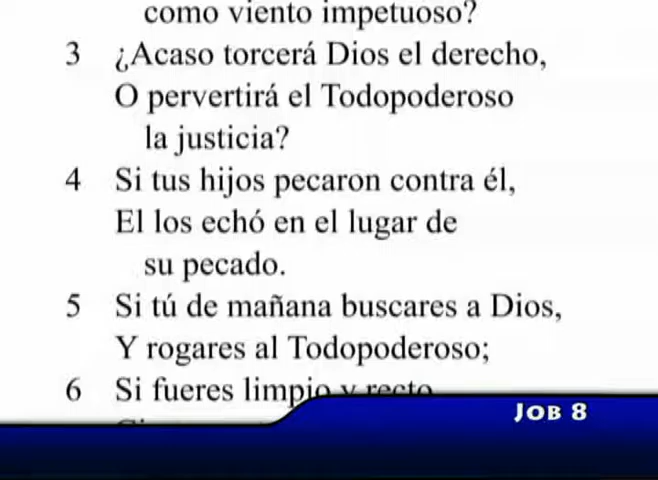 como viento impetuoso?
3 ¿Acaso torcerá Dios el derecho,
O pervertirá el Todopoderoso
la justicia?
4 Si tus hijos pecaron contra él,
El los echó en el lugar de
su pecado.
5 Si tú de mañana buscares a Dios,
Y rogares al Todopoderoso;
6 Si fueres limpio y recto
JOB 8